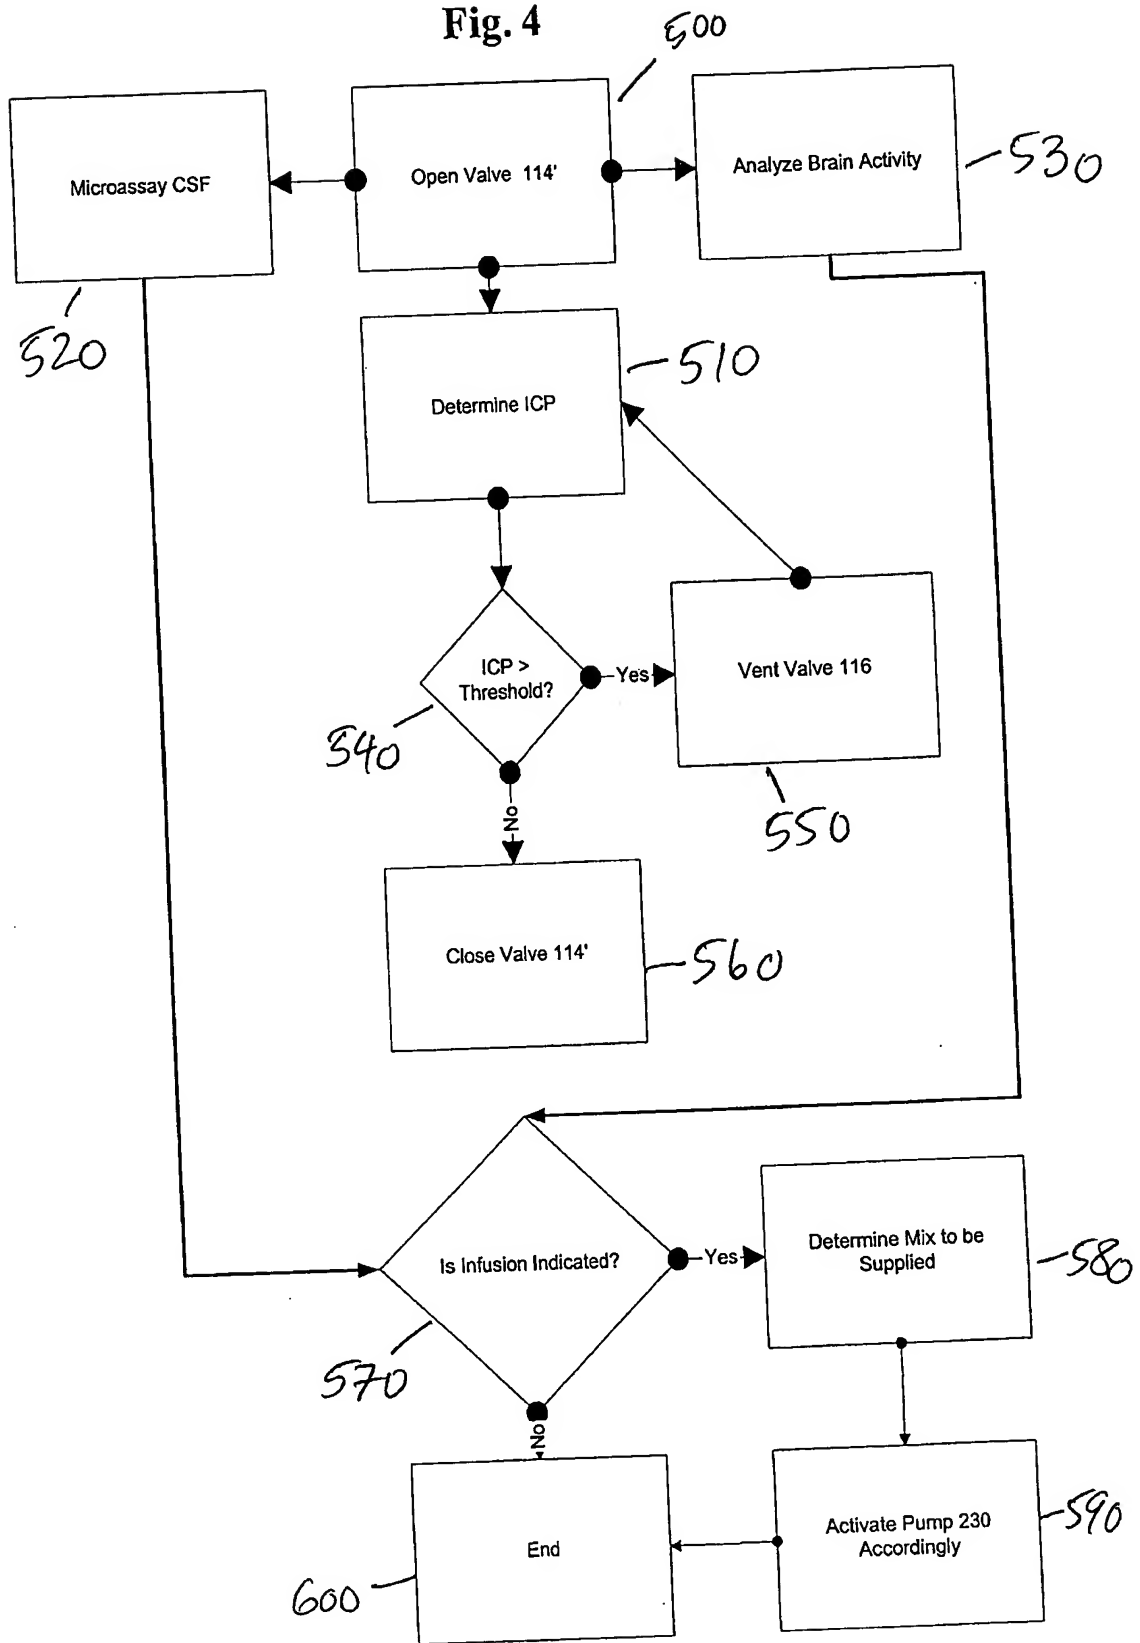 Fig. 4
500
Microassay CSF
Open Valve 114'
Analyze Brain Activity
530
520
510
Determine ICP
ICP >
Threshold?
Yes
Vent Valve 116
540
550
No
Close Valve 114'
560
Is Infusion Indicated?
Yes
Determine Mix to be
Supplied
580
570
No
End
Activate Pump 230
Accordingly
590
600